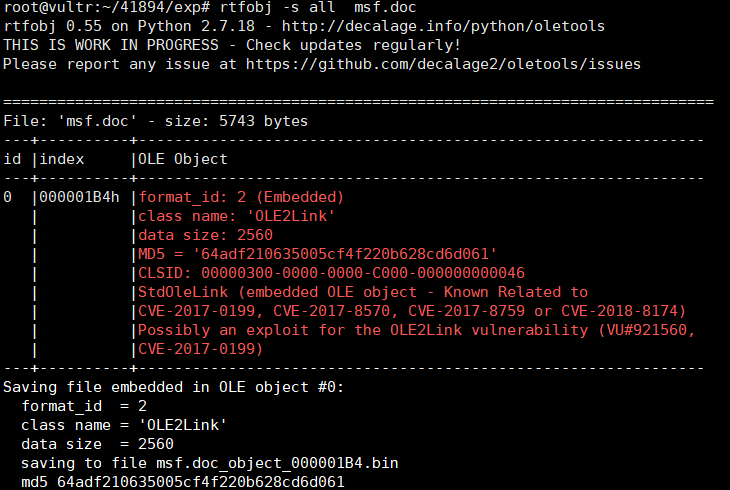 root@vultr:~/41894/exp# rtfobj -s all  msf.doc
rtfobj 0.55 on Python 2.7.18 - http://decalage.info/python/oletools
THIS IS WORK IN PROGRESS - Check updates regularly!
Please report any issue at https://github.com/decalage2/oletools/issues

===============================================================================
File: 'msf.doc' - size: 5743 bytes
---+----------+---------------------------------------------------------------
id |index     |OLE Object
---+----------+---------------------------------------------------------------
0  |000001B4h |format_id: 2 (Embedded)
   |          |class name: 'OLE2Link'
   |          |data size: 2560
   |          |MD5 = '64adf210635005cf4f220b628cd6d061'
   |          |CLSID: 00000300-0000-0000-C000-000000000046
   |          |StdOleLink (embedded OLE object - Known Related to
   |          |CVE-2017-0199, CVE-2017-8570, CVE-2017-8759 or CVE-2018-8174)
   |          |Possibly an exploit for the OLE2Link vulnerability (VU#921560,
   |          |CVE-2017-0199)
---+----------+---------------------------------------------------------------
Saving file embedded in OLE object #0:
  format_id  = 2
  class name = 'OLE2Link'
  data size  = 2560
  saving to file msf.doc_object_000001B4.bin
  md5 64adf210635005cf4f220b628cd6d061